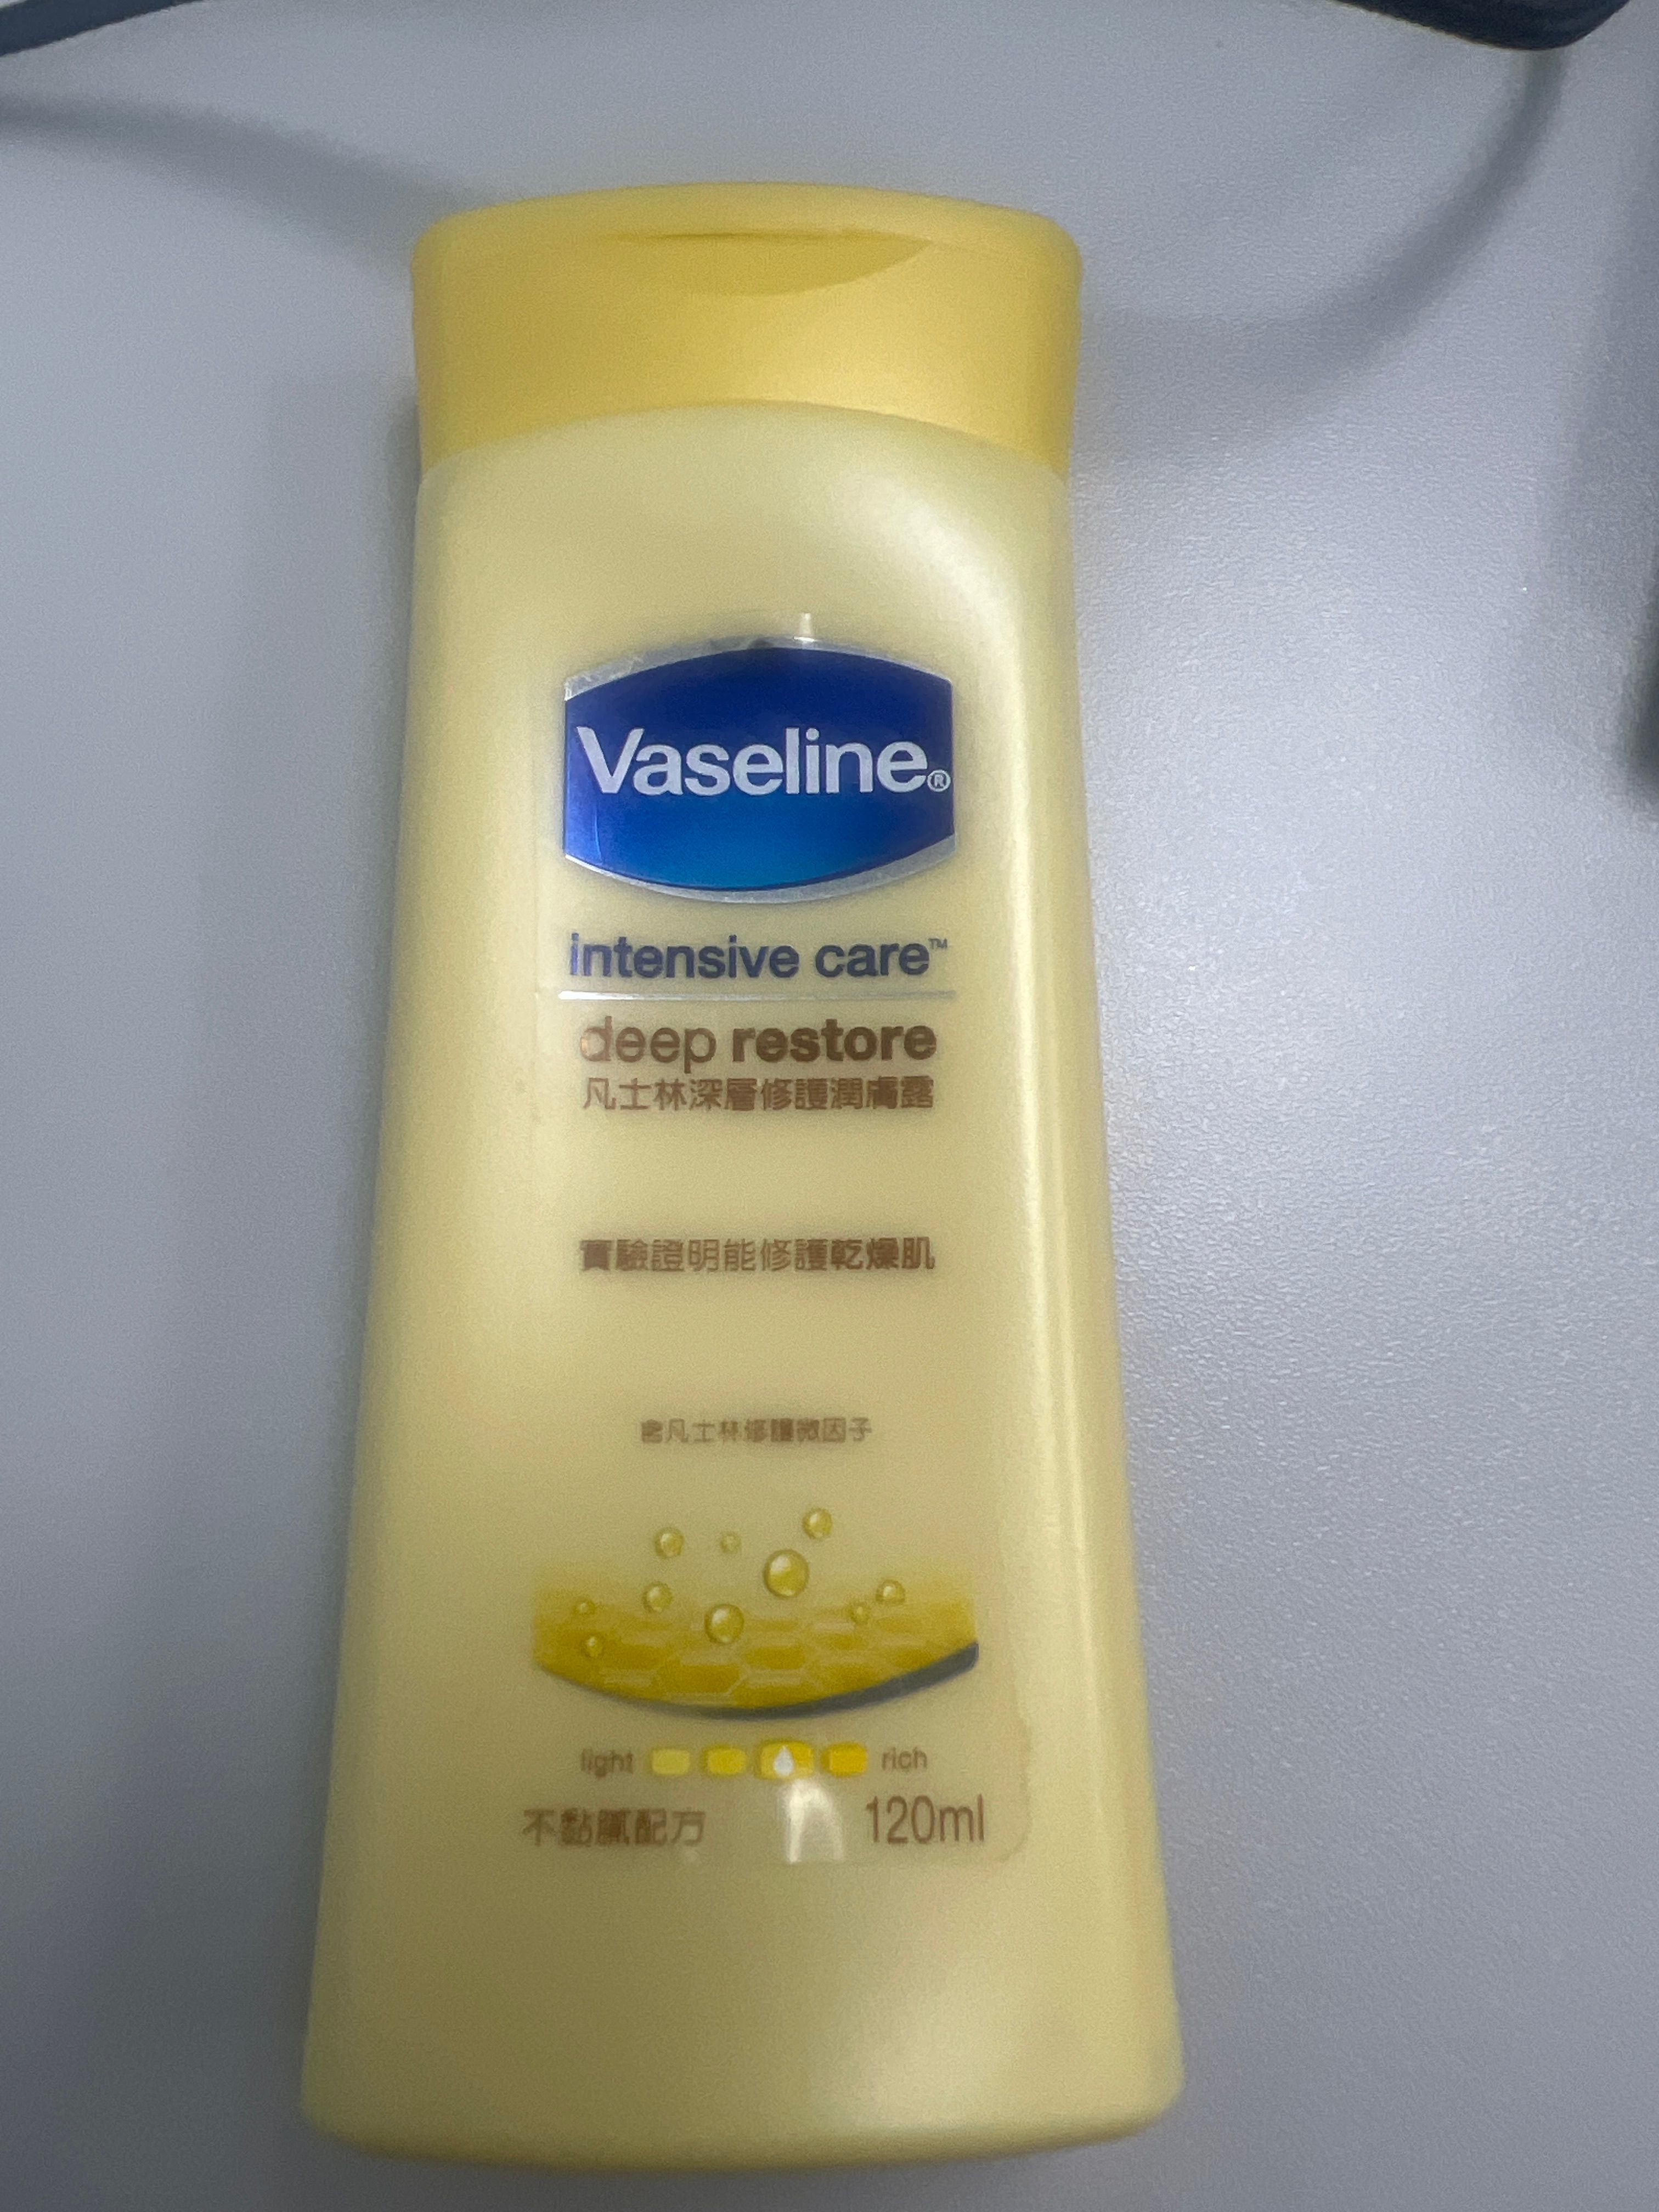 Vaseline®
intensive care™
deep restore
凡士林深層修護潤膚露
實驗證明能修護乾燥肌
含凡士林修護微因子
light rich
不黏膩配方 120ml